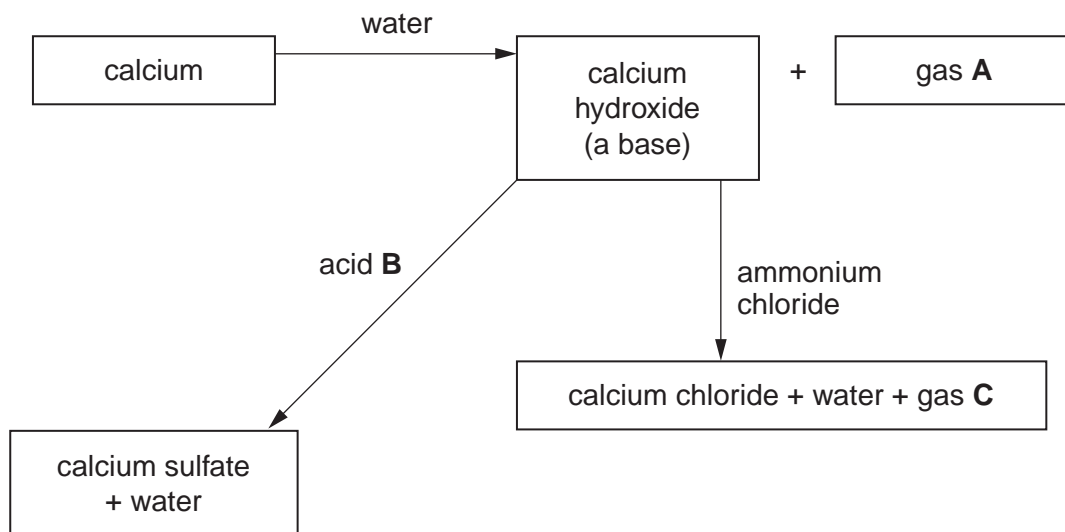 water
calcium
calcium
hydroxide
(a base)
+
gas A
acid B
ammonium
chloride
calcium chloride + water + gas C
calcium sulfate
+ water